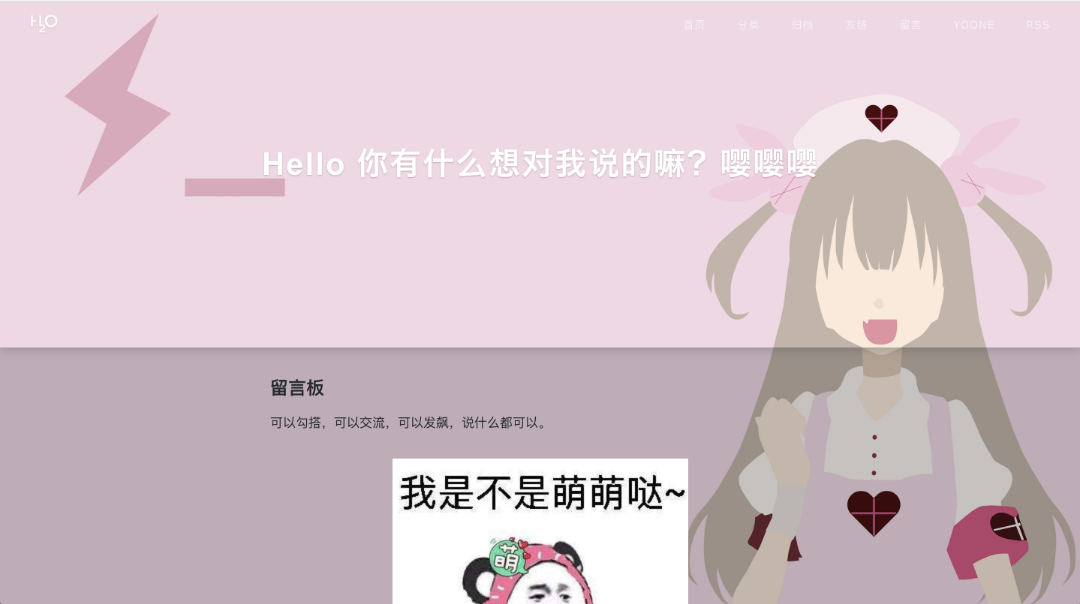 H2O
首页 分类 归档 友链 留言 YOONE RSS
Hello 你有什么想对我说的嘛？嘤嘤嘤
留言板
可以勾搭，可以交流，可以发飙，说什么都可以。
我是不是萌萌哒~
萌